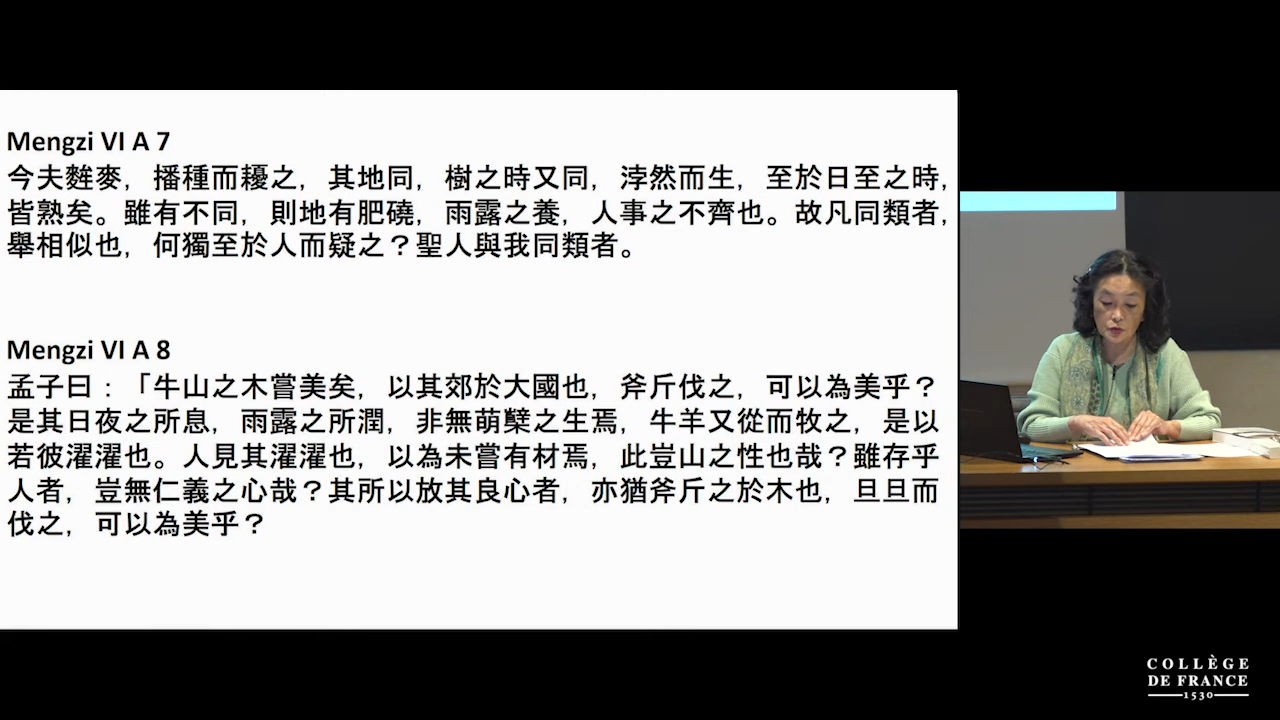 Mengzi VI A 7
今夫麰麥，播種而耰之，其地同，樹之時又同，浡然而生，至於日至之時，
皆熟矣。雖有不同，則地有肥磽，雨露之養，人事之不齊也。故凡同類者，
舉相似也，何獨至於人而疑之？聖人與我同類者。
Mengzi VI A 8
孟子曰：「牛山之木嘗美矣，以其郊於大國也，斧斤伐之，可以為美乎？
是其日夜之所息，雨露之所潤，非無萌櫱之生焉，牛羊又從而牧之，是以
若彼濯濯也。人見其濯濯也，以為未嘗有材焉，此豈山之性也哉？雖存乎
人者，豈無仁義之心哉？其所以放其良心者，亦猶斧斤之於木也，旦旦而
伐之，可以為美乎？
COLLÈGE
DE FRANCE
1530